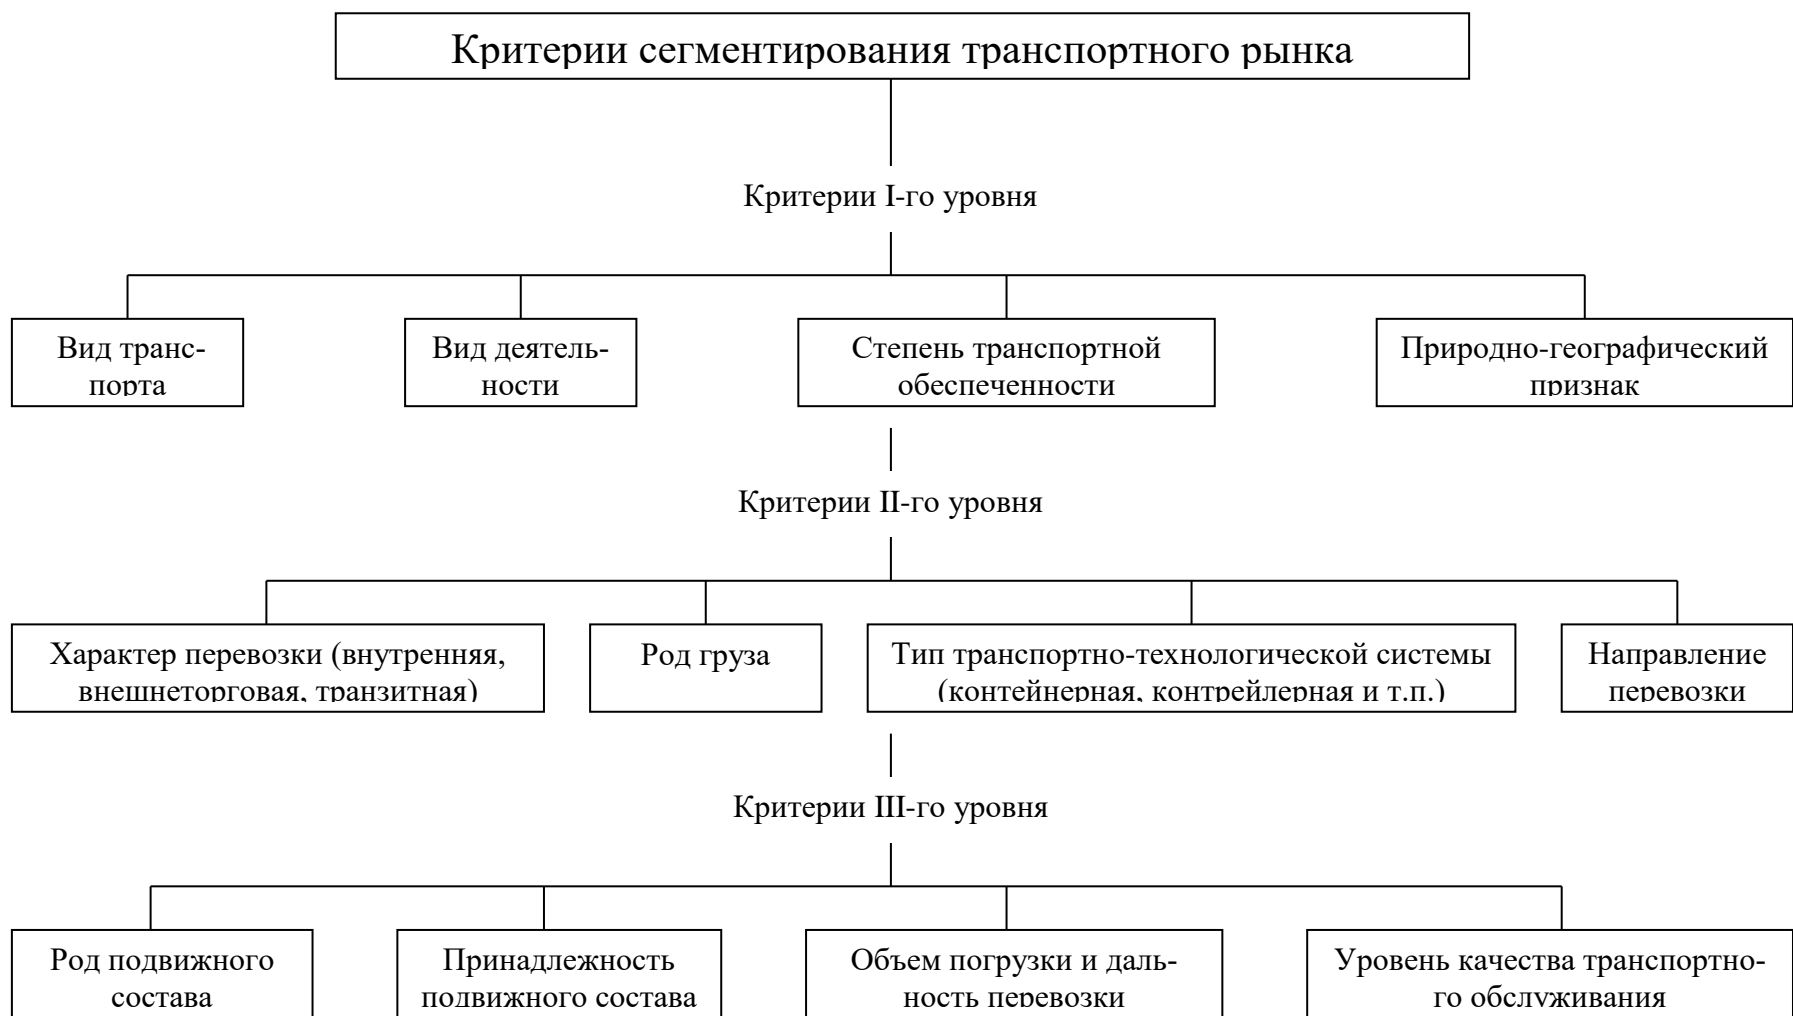 Критерии сегментирования транспортного рынка
Критерии I-го уровня
Вид транс-
порта
Вид деятель-
ности
Степень транспортной
обеспеченности
Природно-географический
признак
Критерии II-го уровня
Характер перевозки (внутренняя,
внешнеторговая, транзитная)
Род груза
Тип транспортно-технологической системы
(контейнерная, контрейлерная и т.п.)
Направление
перевозки
Критерии III-го уровня
Род подвижного
состава
Принадлежность
подвижного состава
Объем погрузки и даль-
ность перевозки
Уровень качества транспортно-
го обслуживания